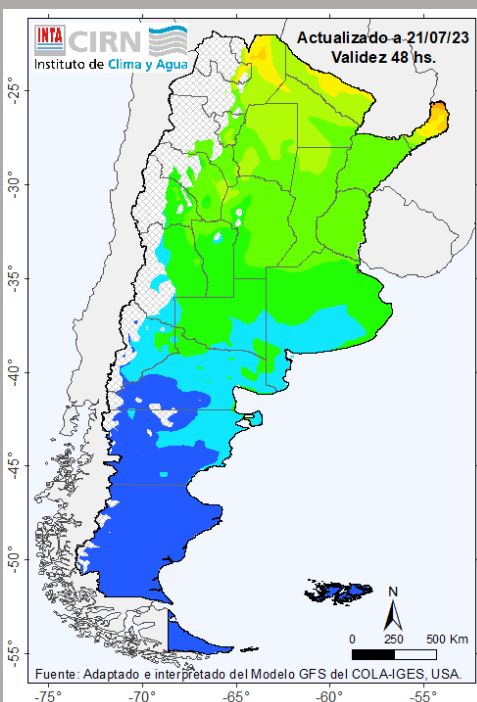 INTA CIRN
Instituto de Clima y Agua
Actualizado a 21/07/23
Validez 48 hs.
-25°
-30°
-35°
-40°
-45°
-50°
-55°
N
0 250 500 Km
Fuente: Adaptado e interpretado del Modelo GFS del COLA-IGES, USA.
-75° -70° -65° -60° -55°